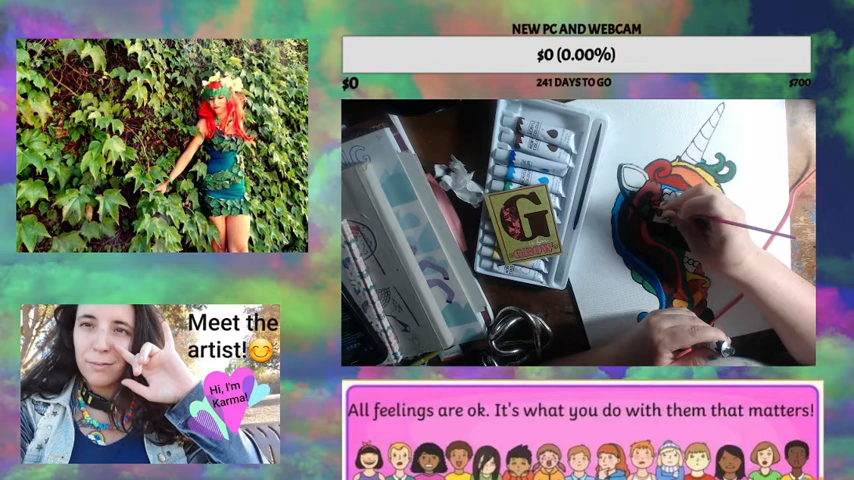 NEW PC AND WEBCAM
$0 (0.00%)
$0
241 DAYS TO GO
$700
G
GROW
Meet the
artist!
Hi, I'm
Karma!
All feelings are ok. It's what you do with them that matters!